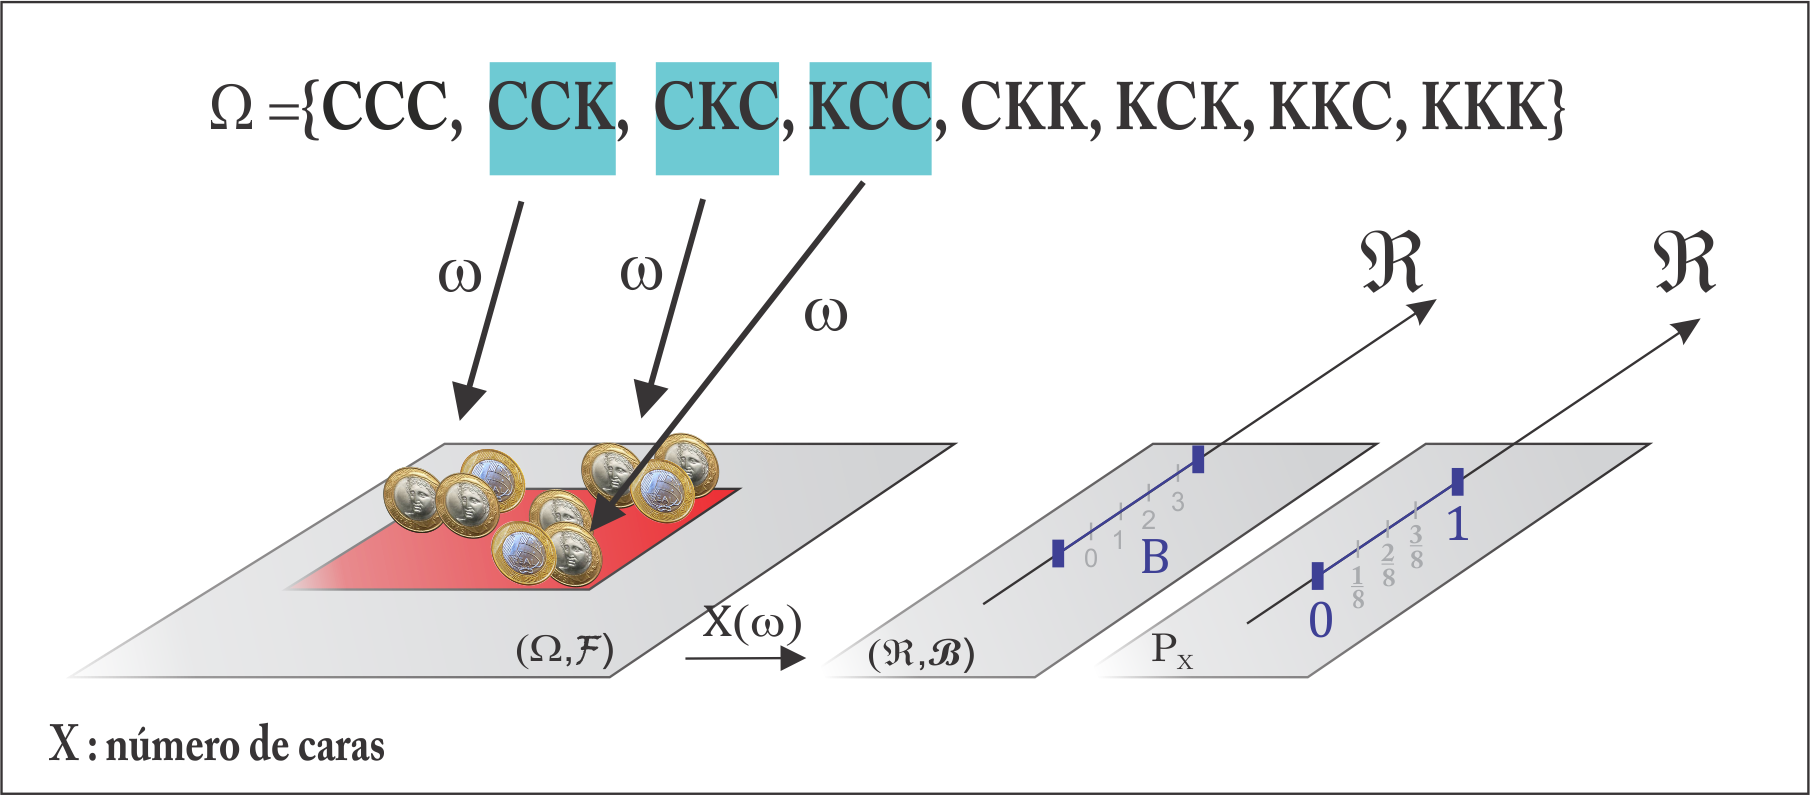 Ω ={CCC, CCK, CKC, KCC, CKK, KCK, KKC, KKK}
ω
ω
ω
ℜ
ℜ
0 1 2 3
B
0
1/8 2/8 3/8
1
X(ω)
(Ω,ℱ)
(ℜ,ℬ)
P_X
X : número de caras